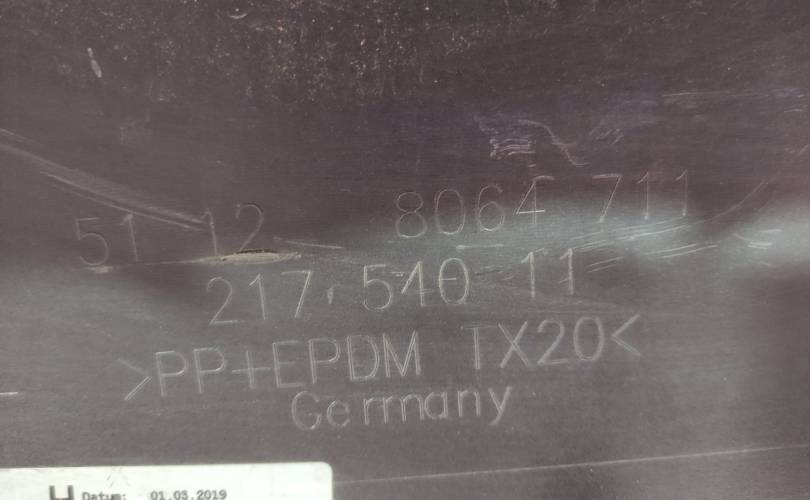 51 12 8064 711
217.540 11
>PP+EPDM TX20<
Germany
Datum: 01.03.2019